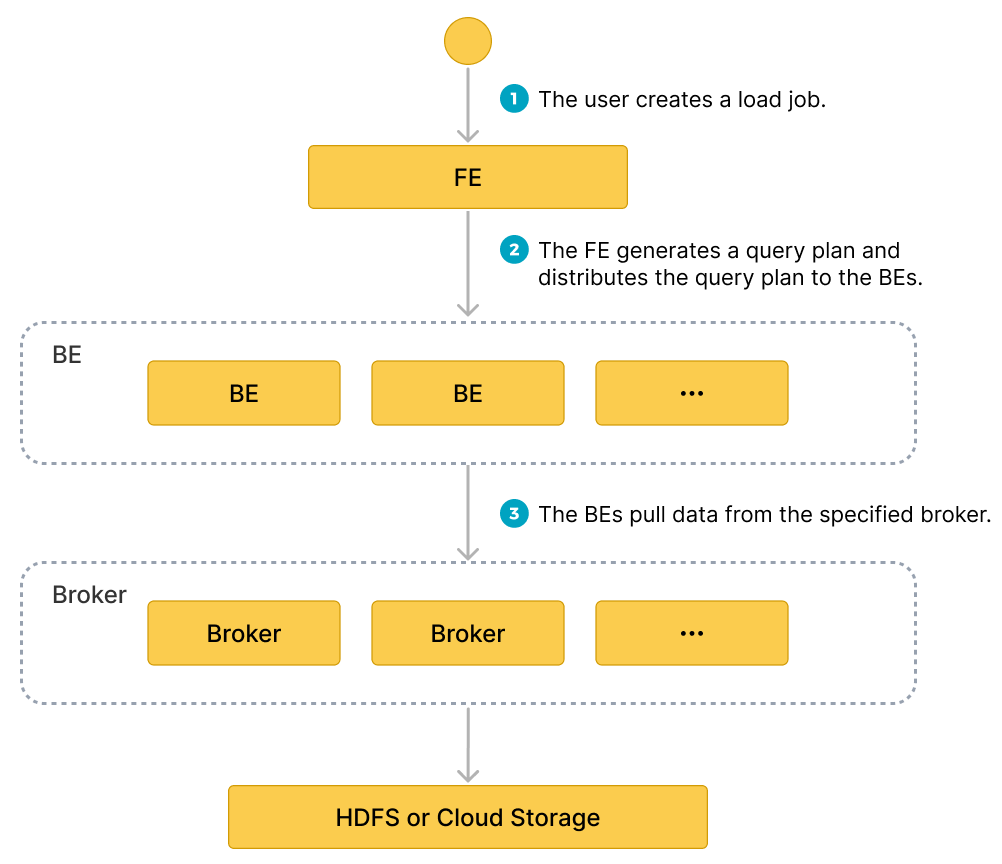 1 The user creates a load job.
FE
2 The FE generates a query plan and
distributes the query plan to the BEs.
BE
BE BE ...
3 The BEs pull data from the specified broker.
Broker
Broker Broker ...
HDFS or Cloud Storage